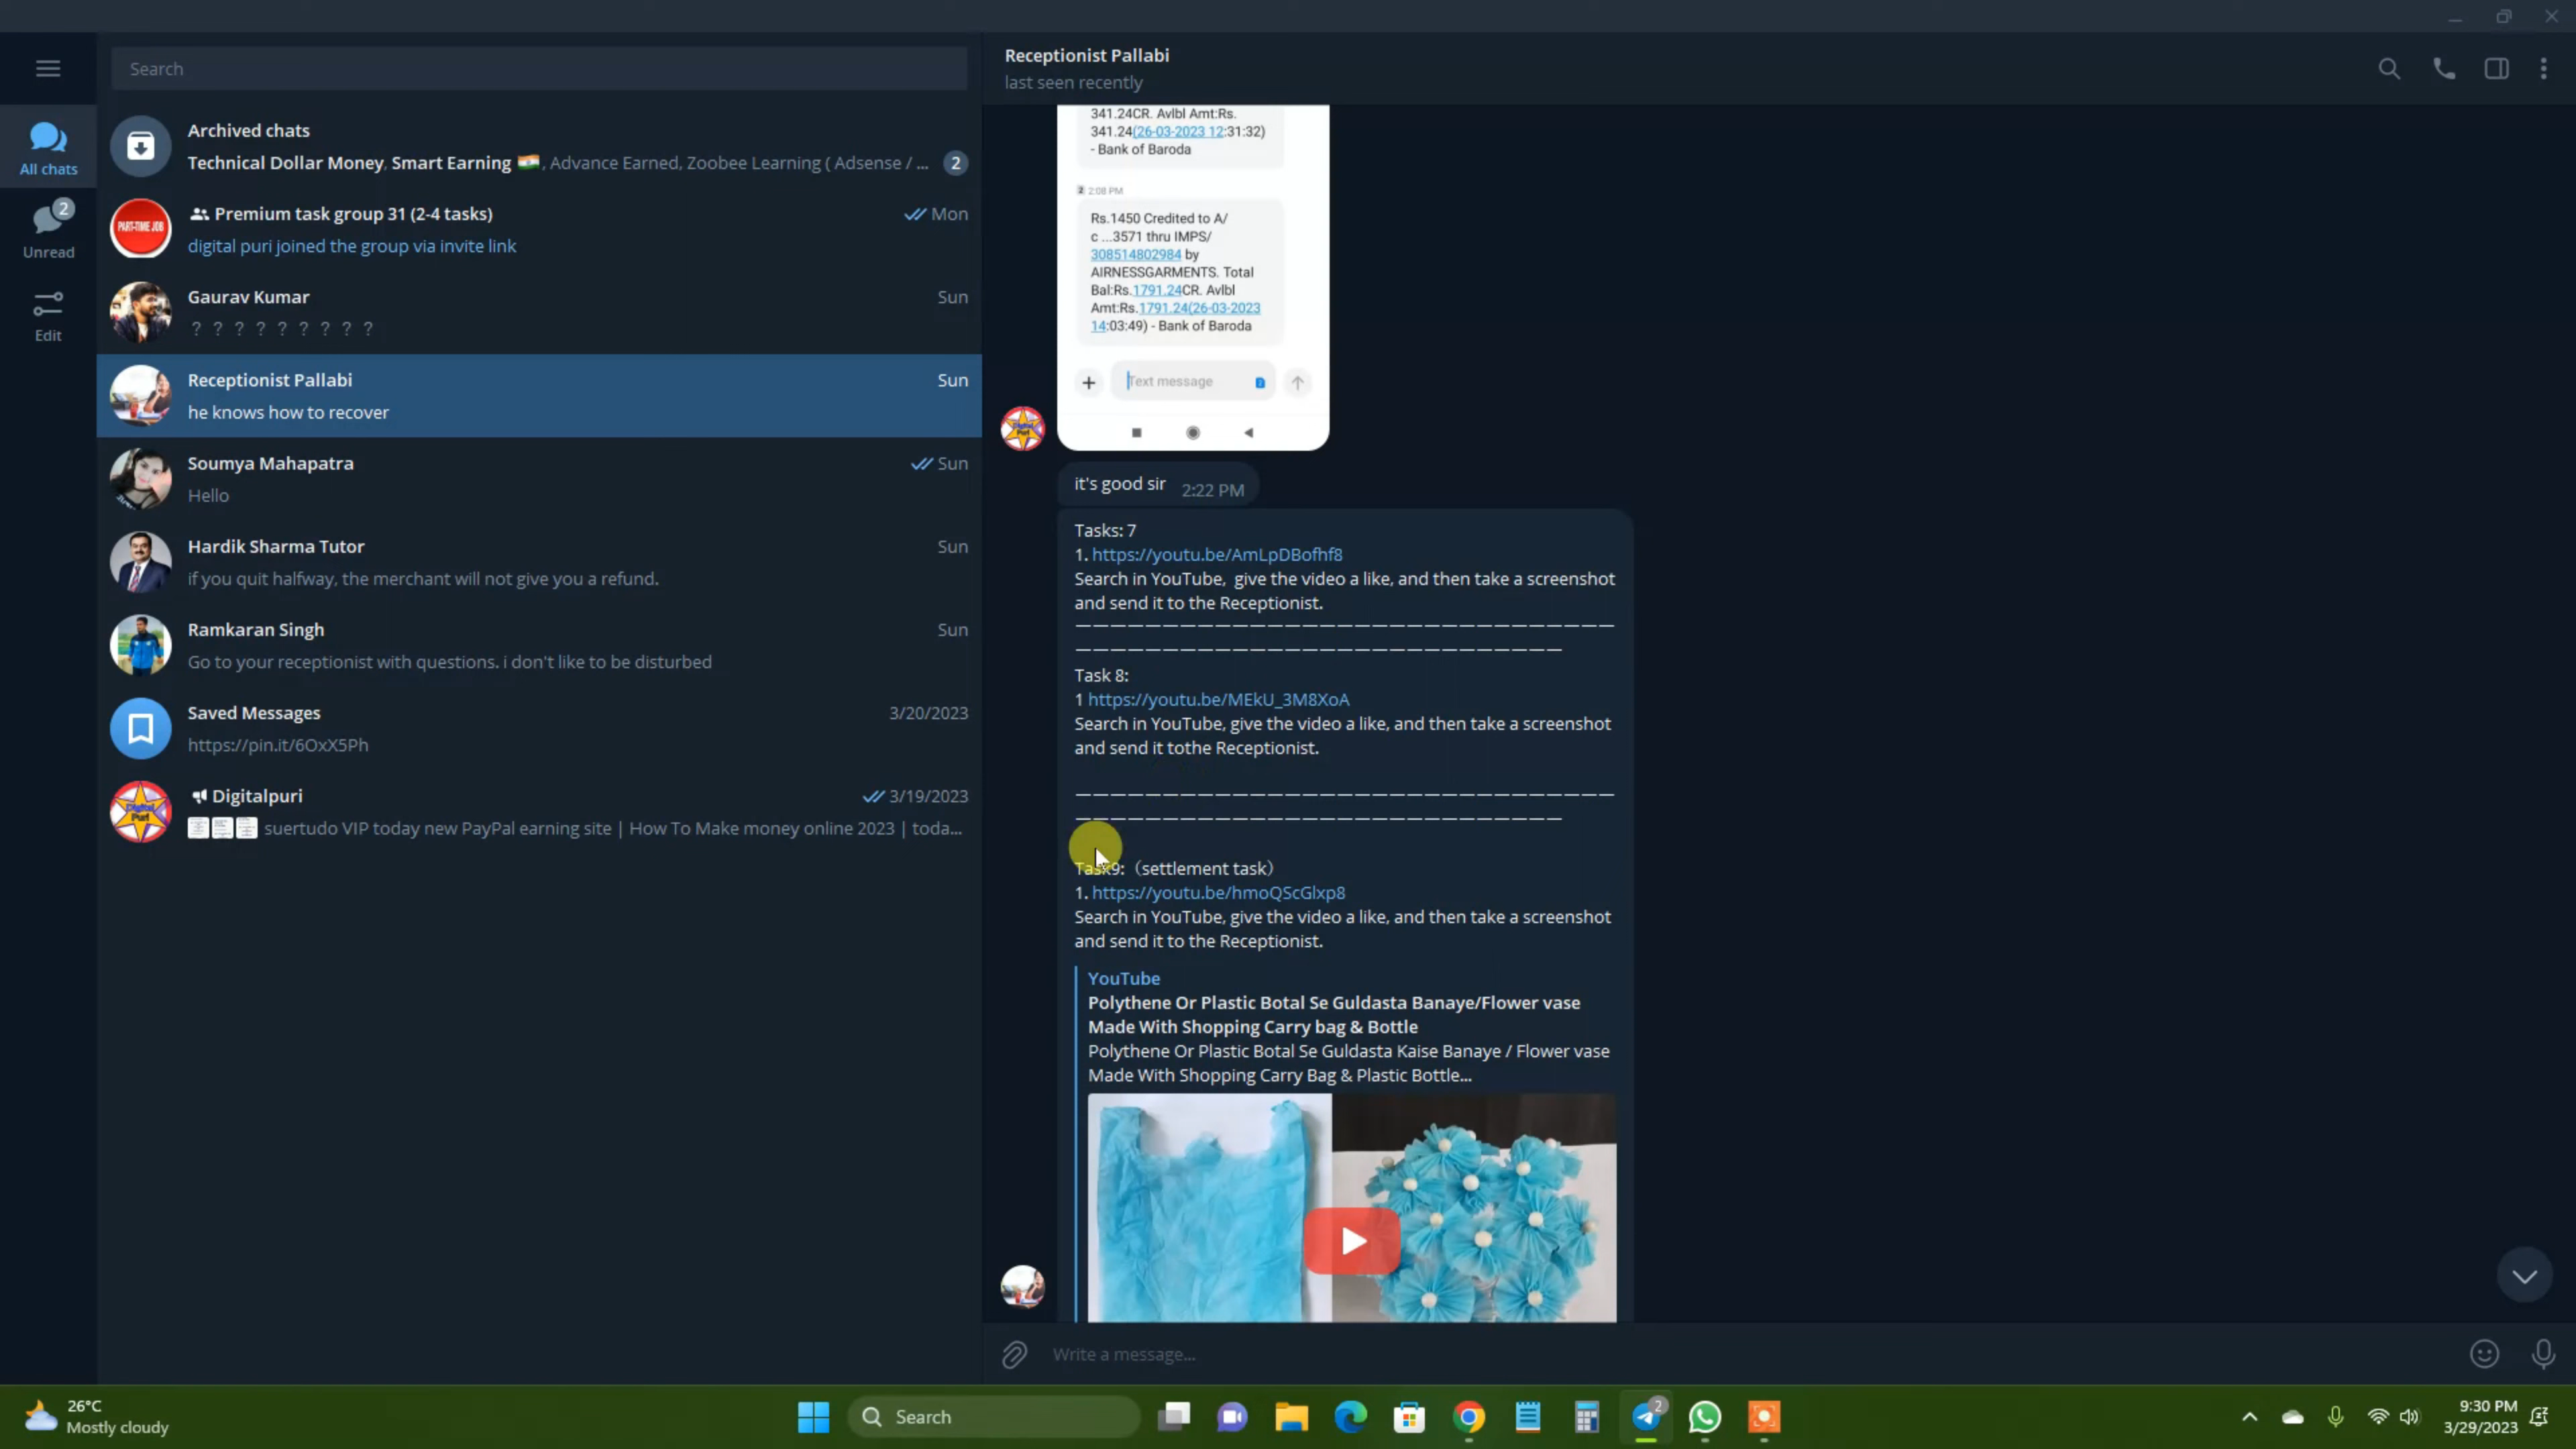 Search
All chats
2
Unread
Edit
Archived chats
Technical Dollar Money, Smart Earning 🇮🇳, Advance Earned, Zoobee Learning ( Adsense / ...
2
PART-TIME JOB
Premium task group 31 (2-4 tasks)
Mon
digital puri joined the group via invite link
Gaurav Kumar
Sun
? ? ? ? ? ? ? ? ?
Receptionist Pallabi
Sun
he knows how to recover
Soumya Mahapatra
Sun
Hello
Hardik Sharma Tutor
Sun
if you quit halfway, the merchant will not give you a refund.
Ramkaran Singh
Sun
Go to your receptionist with questions. i don't like to be disturbed
Saved Messages
3/20/2023
https://pin.it/6OxX5Ph
Digitalpuri
3/19/2023
suertudo VIP today new PayPal earning site | How To Make money online 2023 | toda...
Receptionist Pallabi
last seen recently
341.24CR. Avlbl Amt:Rs.
341.24(26-03-2023 12:31:32)
- Bank of Baroda
2 2:08 PM
Rs.1450 Credited to A/
c ...3571 thru IMPS/
308514802984 by
AIRNESSGARMENTS. Total
Bal:Rs.1791.24CR. Avlbl
Amt:Rs.1791.24(26-03-2023
14:03:49) - Bank of Baroda
Text message
Digital
Puri
it's good sir 2:22 PM
Tasks: 7
1. https://youtu.be/AmLpDBofhf8
Search in YouTube, give the video a like, and then take a screenshot
and send it to the Receptionist.
Task 8:
1 https://youtu.be/MEkU_3M8XoA
Search in YouTube, give the video a like, and then take a screenshot
and send it tothe Receptionist.
Task9:（settlement task）
1. https://youtu.be/hmoQScGlxp8
Search in YouTube, give the video a like, and then take a screenshot
and send it to the Receptionist.
YouTube
Polythene Or Plastic Botal Se Guldasta Banaye/Flower vase
Made With Shopping Carry bag & Bottle
Polythene Or Plastic Botal Se Guldasta Kaise Banaye / Flower vase
Made With Shopping Carry Bag & Plastic Bottle...
Write a message...
26°C
Mostly cloudy
Search
2
9:30 PM
3/29/2023